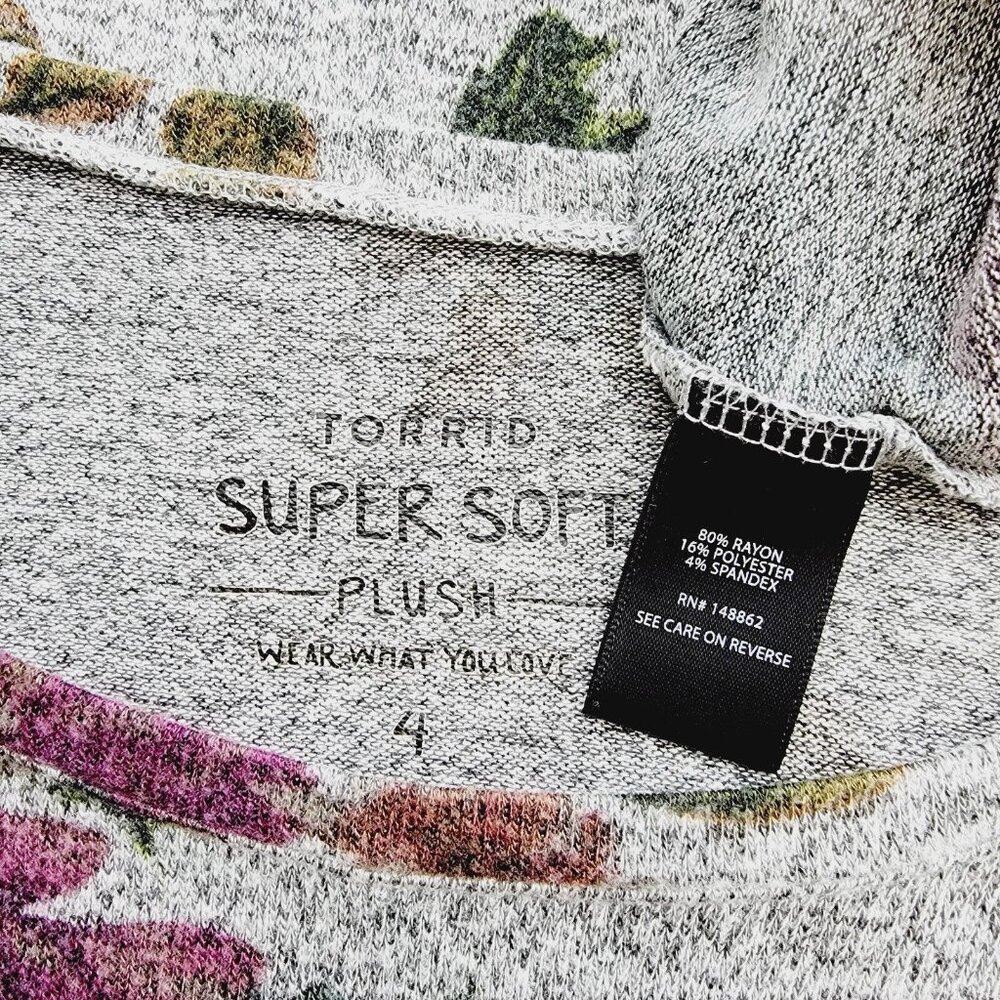 TORRID
SUPER SOFT
PLUSH
WEAR WHAT YOU LOVE
4
80% RAYON
16% POLYESTER
4% SPANDEX
RN# 148862
SEE CARE ON REVERSE